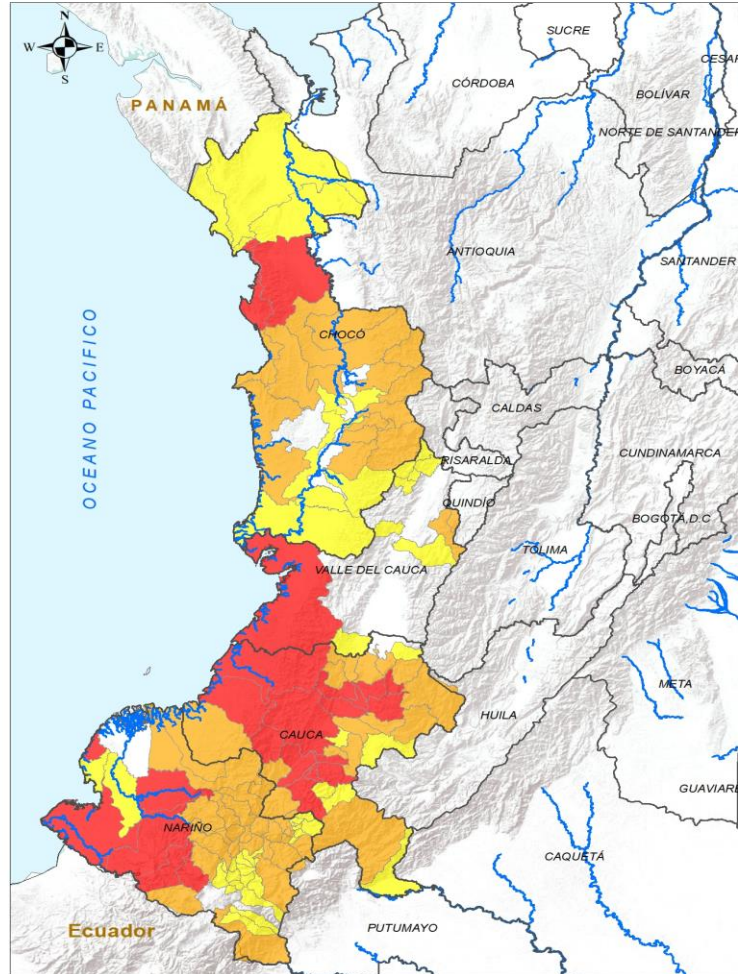 N
W E
S
SUCRE
CESAR
CÓRDOBA
BOLÍVAR
PANAMÁ
NORTE DE SANTANDER
ANTIOQUIA
SANTANDER
OCEANO PACIFICO
CHOCÓ
BOYACÁ
CALDAS
CUNDINAMARCA
RISARALDA
QUINDÍO
BOGOTÁ, D.C
TOLIMA
VALLE DEL CAUCA
META
HUILA
CAUCA
GUAVIARE
NARIÑO
CAQUETÁ
Ecuador
PUTUMAYO